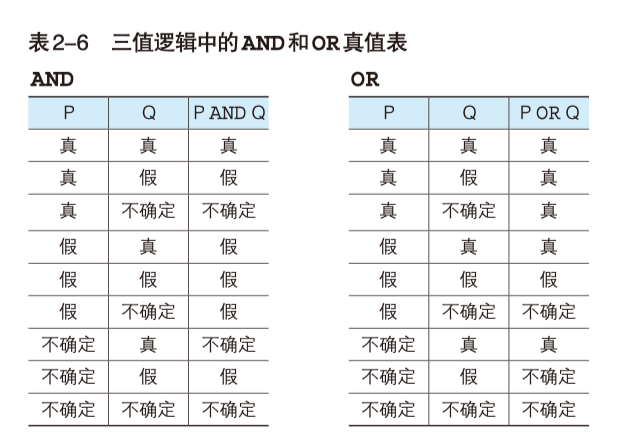 表2–6 三值逻辑中的AND和OR真值表
AND
P Q P AND Q
真 真 真
真 假 假
真 不确定 不确定
假 真 假
假 假 假
假 不确定 假
不确定 真 不确定
不确定 假 假
不确定 不确定 不确定
OR
P Q P OR Q
真 真 真
真 假 真
真 不确定 真
假 真 真
假 假 假
假 不确定 不确定
不确定 真 真
不确定 假 不确定
不确定 不确定 不确定